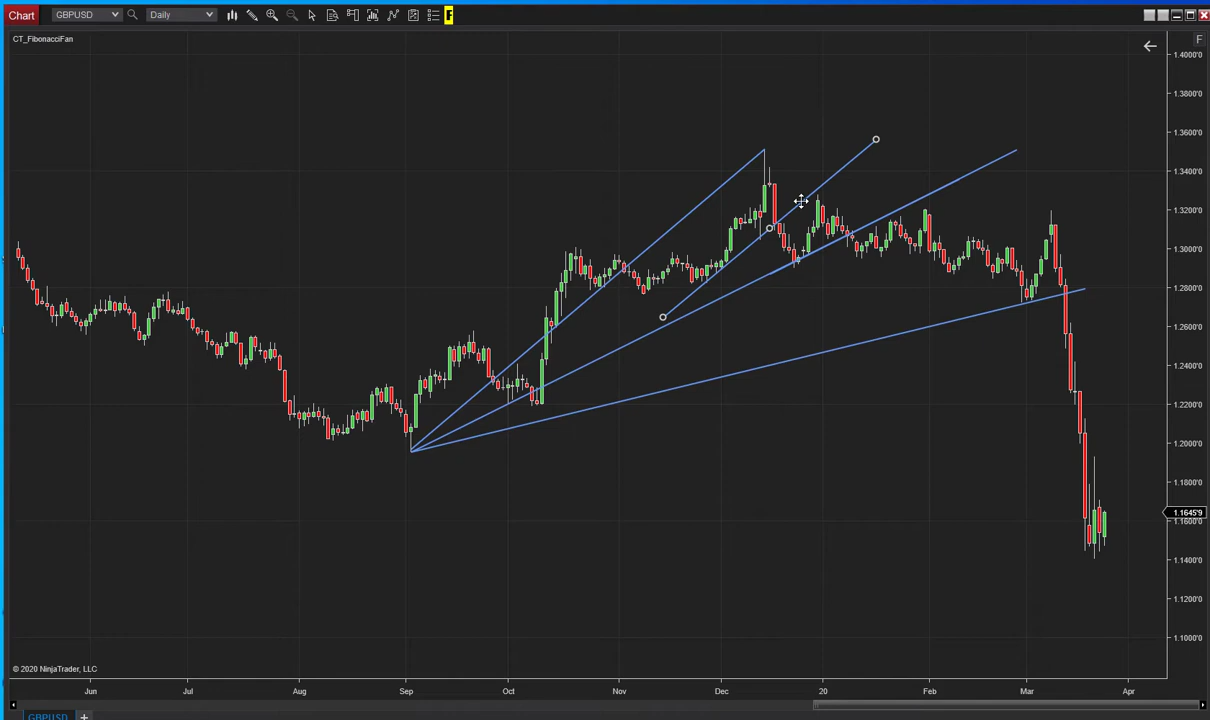 Chart GBPUSD Daily F
CT_FibonacciFan
F
1.4000'0
1.3800'0
1.3600'0
1.3400'0
1.3200'0
1.3000'0
1.2800'0
1.2600'0
1.2400'0
1.2200'0
1.2000'0
1.1800'0
1.1645'9
1.1600'0
1.1400'0
1.1200'0
1.1000'0
© 2020 NinjaTrader, LLC
Jun Jul Aug Sep Oct Nov Dec 20 Feb Mar Apr
GBPUSD +